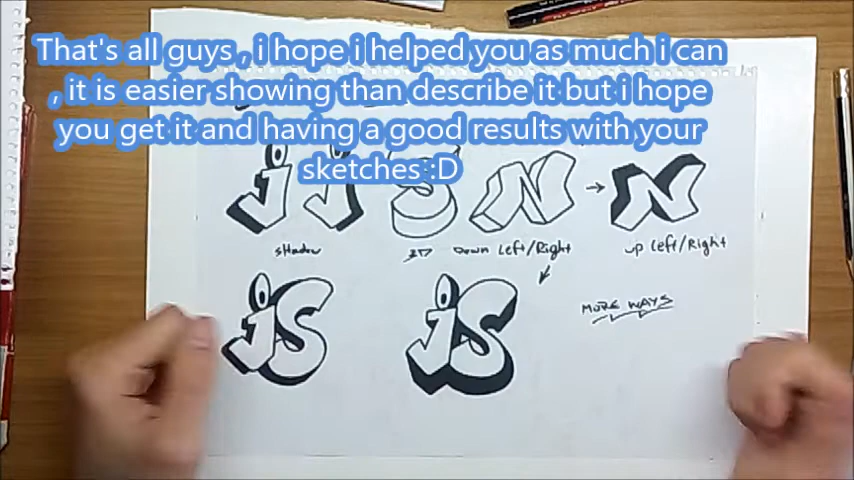 That's all guys , i hope i helped you as much i can
, it is easier showing than describe it but i hope
you get it and having a good results with your
sketches :D
j j S N → N
sHadow 3D Down Left/Right up Left/Right
jS jS MORE WAYS